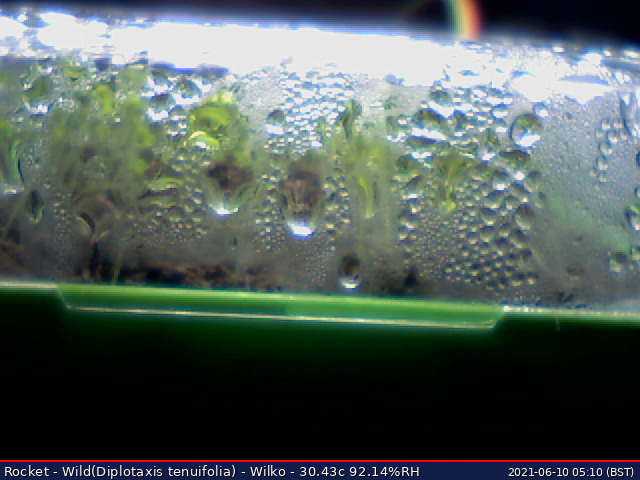 Rocket - Wild(Diplotaxis tenuifolia) - Wilko - 30.43c 92.14%RH
2021-06-10 05:10 (BST)